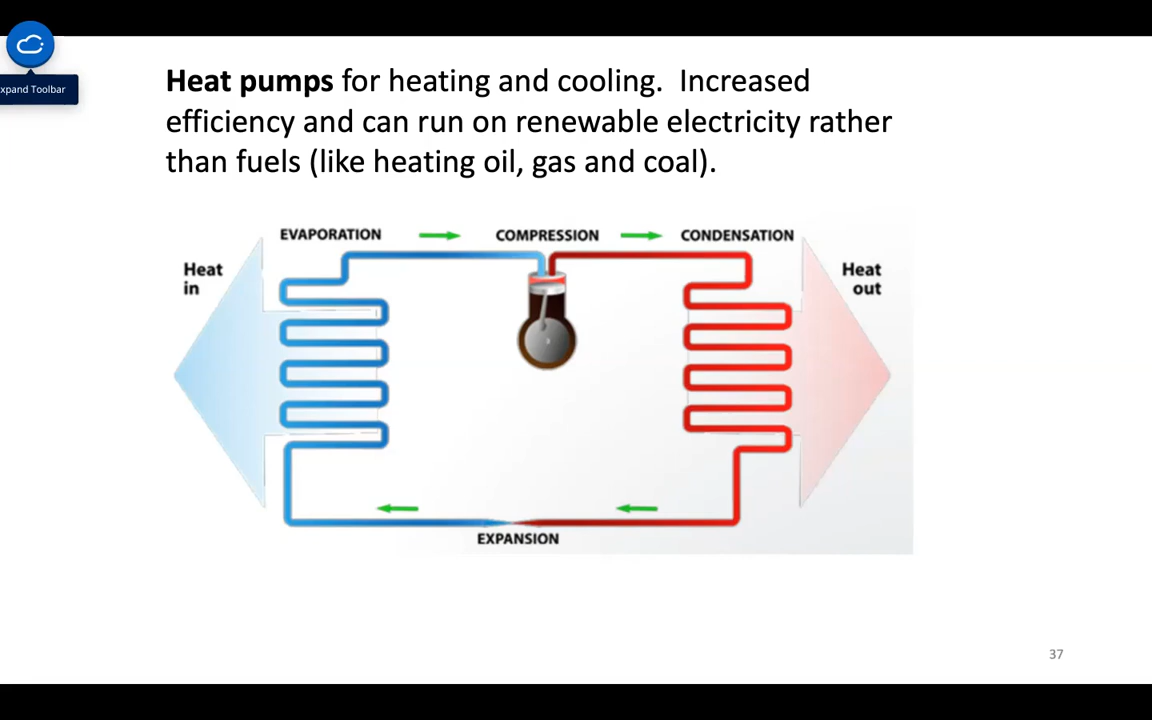 xpand Toolbar
Heat pumps for heating and cooling.  Increased
efficiency and can run on renewable electricity rather
than fuels (like heating oil, gas and coal).
EVAPORATION
COMPRESSION
CONDENSATION
Heat
in
Heat
out
EXPANSION
37